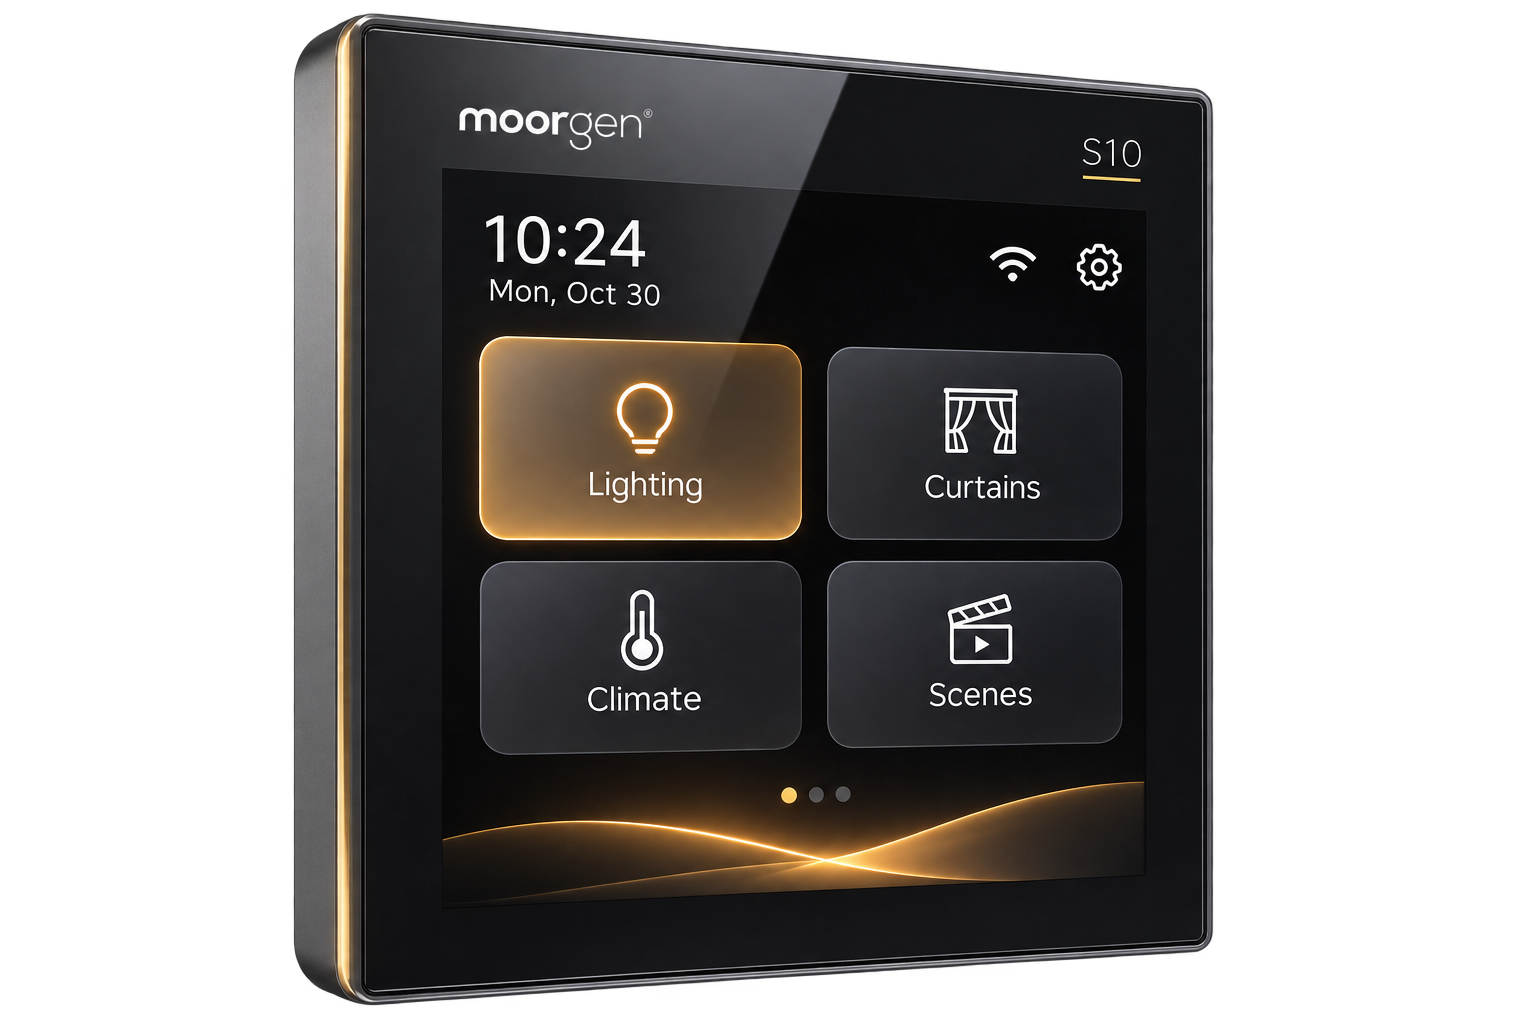 moorgen®
S10
10:24
Mon, Oct 30
Lighting
Curtains
Climate
Scenes